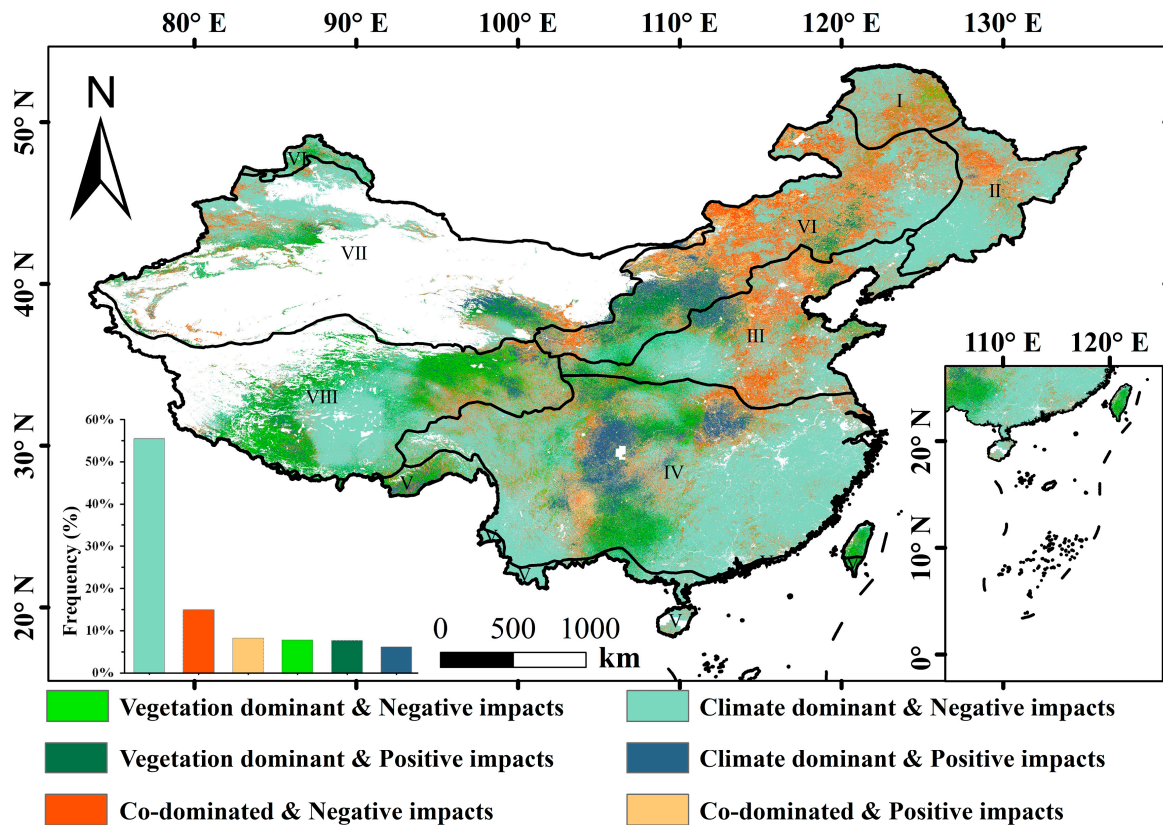 80° E 90° E 100° E 110° E 120° E 130° E
N
50° N
40° N
30° N
20° N
I
II
VI
VI
VII
III
VIII
IV
V
V
V
V
V
110° E 120° E
20° N
10° N
0°
60%
50%
40%
30%
20%
10%
0%
Frequency (%)
0 500 1000
km
Vegetation dominant & Negative impacts
Climate dominant & Negative impacts
Vegetation dominant & Positive impacts
Climate dominant & Positive impacts
Co-dominated & Negative impacts
Co-dominated & Positive impacts